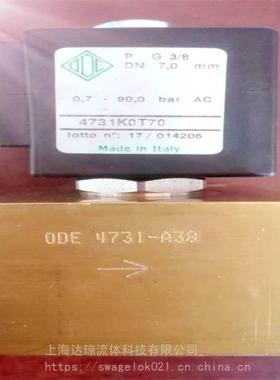 ODE
P G 3/8
DN 7,0 mm
0,7 - 90,0 bar AC
4731K0T70
lotto n°: 17 / 014206
Made in Italy
ODE 4731-A38
上海达琼流体科技有限公司
https://swagelok021.cn.china.cn